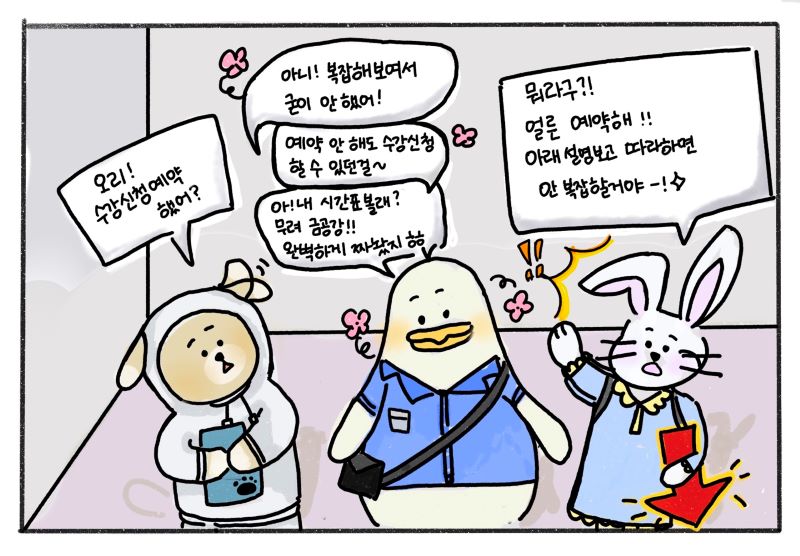 오리!
수강신청예약
했어?
아니! 복잡해보여서
굳이 안 했어!
예약 안 해도 수강신청
할 수 있던걸~
아! 내 시간표볼래?
무려 금공강!!
완벽하게 짜놨지 ㅎㅎ
뭐라구?!
얼른 예약해!!
아래 설명보고 따라하면
안 복잡할거야-!